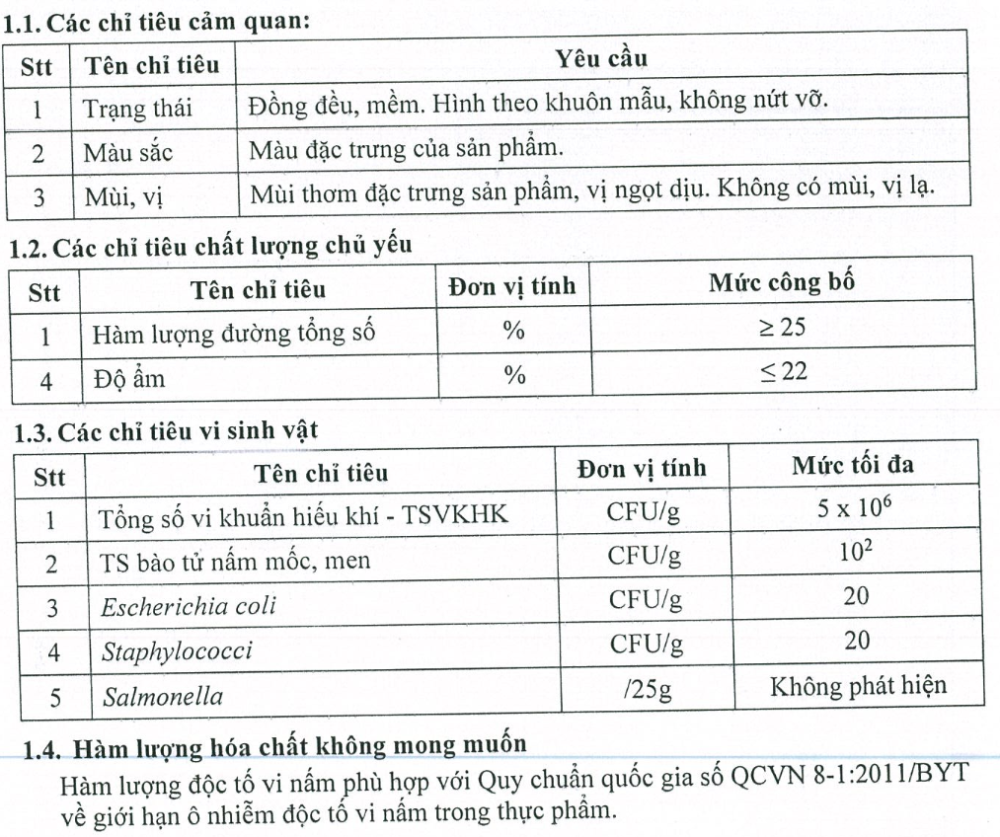 1.1. Các chỉ tiêu cảm quan:
Stt Tên chỉ tiêu Yêu cầu
1 Trạng thái Đồng đều, mềm. Hình theo khuôn mẫu, không nứt vỡ.
2 Màu sắc Màu đặc trưng của sản phẩm.
3 Mùi, vị Mùi thơm đặc trưng sản phẩm, vị ngọt dịu. Không có mùi, vị lạ.
1.2. Các chỉ tiêu chất lượng chủ yếu
Stt Tên chỉ tiêu Đơn vị tính Mức công bố
1 Hàm lượng đường tổng số % ≥ 25
4 Độ ẩm % ≤ 22
1.3. Các chỉ tiêu vi sinh vật
Stt Tên chỉ tiêu Đơn vị tính Mức tối đa
1 Tổng số vi khuẩn hiếu khí - TSVKHK CFU/g 5 x 10⁶
2 TS bào tử nấm mốc, men CFU/g 10²
3 Escherichia coli CFU/g 20
4 Staphylococci CFU/g 20
5 Salmonella /25g Không phát hiện
1.4. Hàm lượng hóa chất không mong muốn
Hàm lượng độc tố vi nấm phù hợp với Quy chuẩn quốc gia số QCVN 8-1:2011/BYT
về giới hạn ô nhiễm độc tố vi nấm trong thực phẩm.